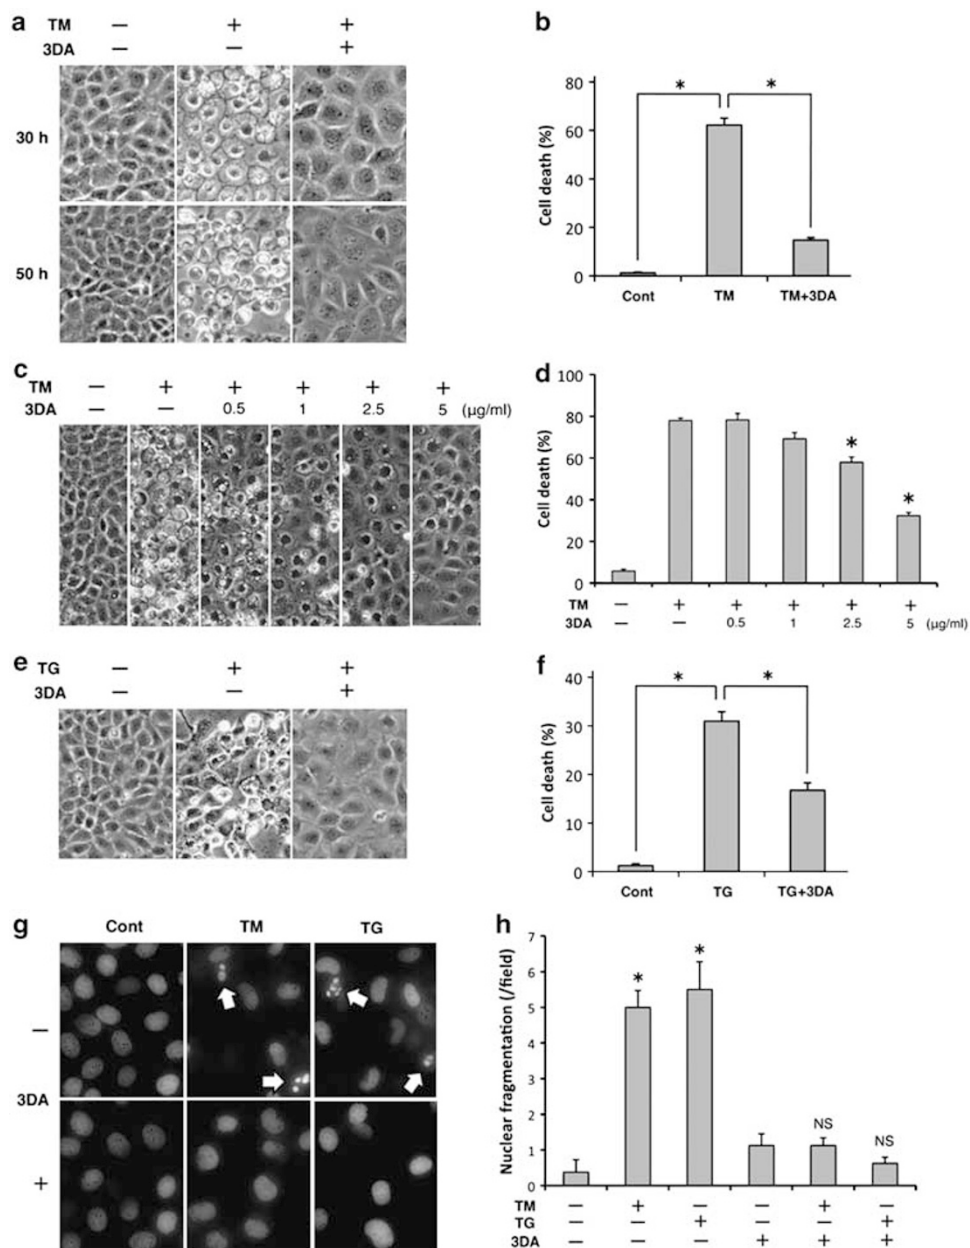 a
TM – + +
3DA – – +
30 h
50 h
b
Cell death (%)
80
60
40
20
0
* *
Cont TM TM+3DA
c
TM – + + + + +
3DA – – 0.5 1 2.5 5 (µg/ml)
d
Cell death (%)
100
80
60
40
20
0
*
*
TM – + + + + +
3DA – – 0.5 1 2.5 5 (µg/ml)
e
TG – + +
3DA – – +
f
Cell death (%)
40
30
20
10
0
* *
Cont TG TG+3DA
g
Cont TM TG
–
3DA
+
h
Nuclear fragmentation (/field)
7
6
5
4
3
2
1
0
* *
NS NS
TM – + – – + –
TG – – + – – +
3DA – – – + + +